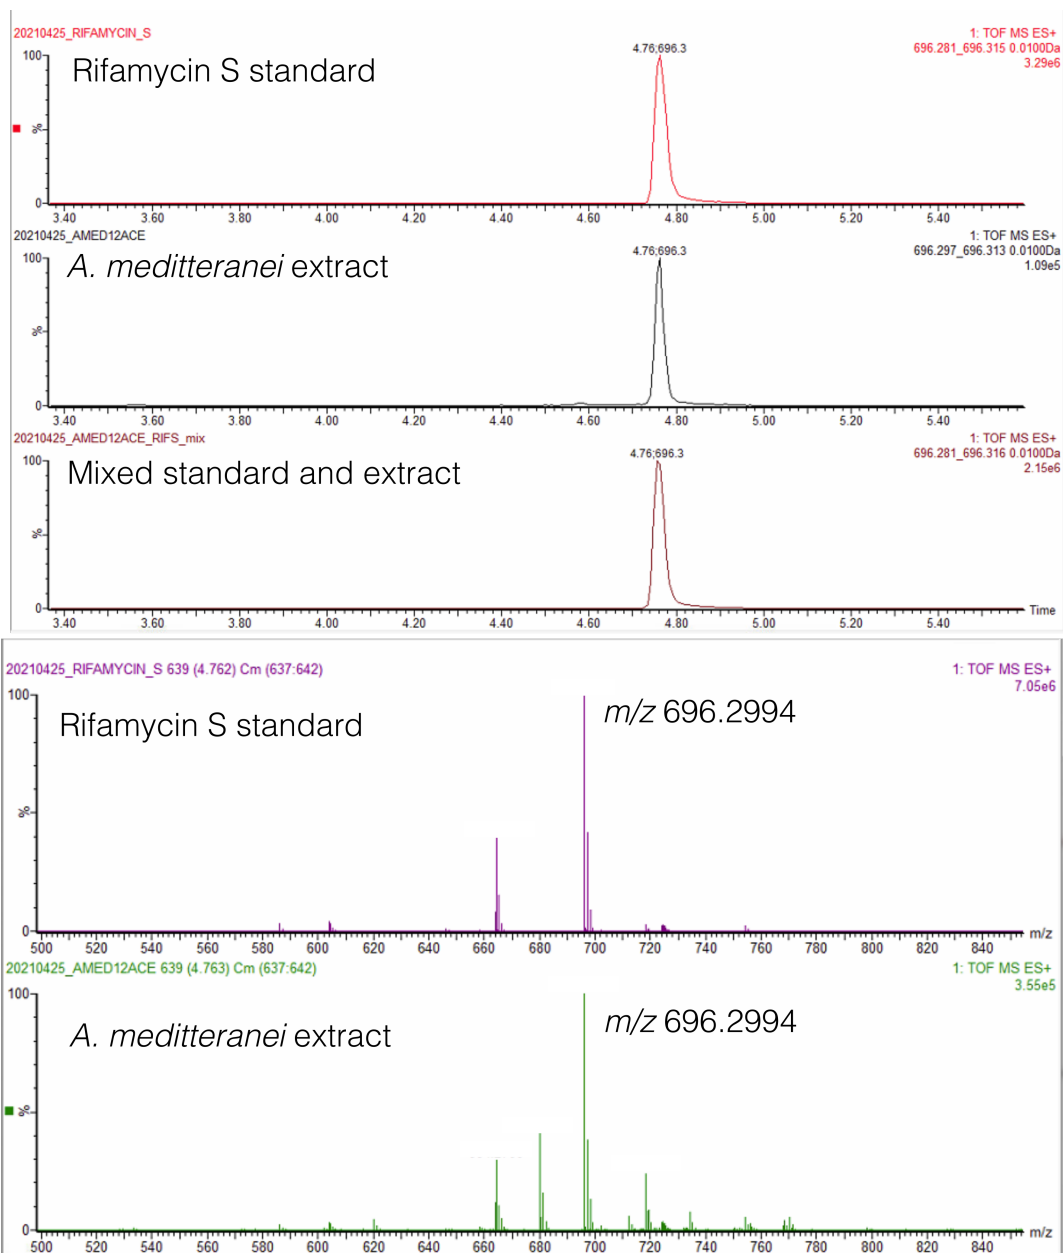 20210425_RIFAMYCIN_S
1: TOF MS ES+
696.281_696.315 0.0100Da
3.29e6
100
4.76;696.3
Rifamycin S standard
%
0
3.40 3.60 3.80 4.00 4.20 4.40 4.60 4.80 5.00 5.20 5.40
20210425_AMED12ACE
1: TOF MS ES+
696.297_696.313 0.0100Da
1.09e5
100
4.76;696.3
A. meditteranei extract
%
0
3.40 3.60 3.80 4.00 4.20 4.40 4.60 4.80 5.00 5.20 5.40
20210425_AMED12ACE_RIFS_mix
1: TOF MS ES+
696.281_696.316 0.0100Da
2.15e6
100
4.76;696.3
Mixed standard and extract
%
0
Time
3.40 3.60 3.80 4.00 4.20 4.40 4.60 4.80 5.00 5.20 5.40
20210425_RIFAMYCIN_S 639 (4.762) Cm (637:642)
1: TOF MS ES+
7.05e6
100
m/z 696.2994
Rifamycin S standard
%
0
m/z
500 520 540 560 580 600 620 640 660 680 700 720 740 760 780 800 820 840
20210425_AMED12ACE 639 (4.763) Cm (637:642)
1: TOF MS ES+
3.55e5
100
m/z 696.2994
A. meditteranei extract
%
0
m/z
500 520 540 560 580 600 620 640 660 680 700 720 740 760 780 800 820 840